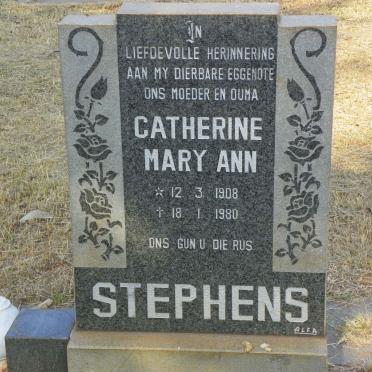 IN
LIEFDEVOLLE HERINNERING
AAN MY DIERBARE EGGENOTE
ONS MOEDER EN OUMA
CATHERINE
MARY ANN
☆ 12 3 1908
✝ 18 1 1980
ONS GUN U DIE RUS
STEPHENS